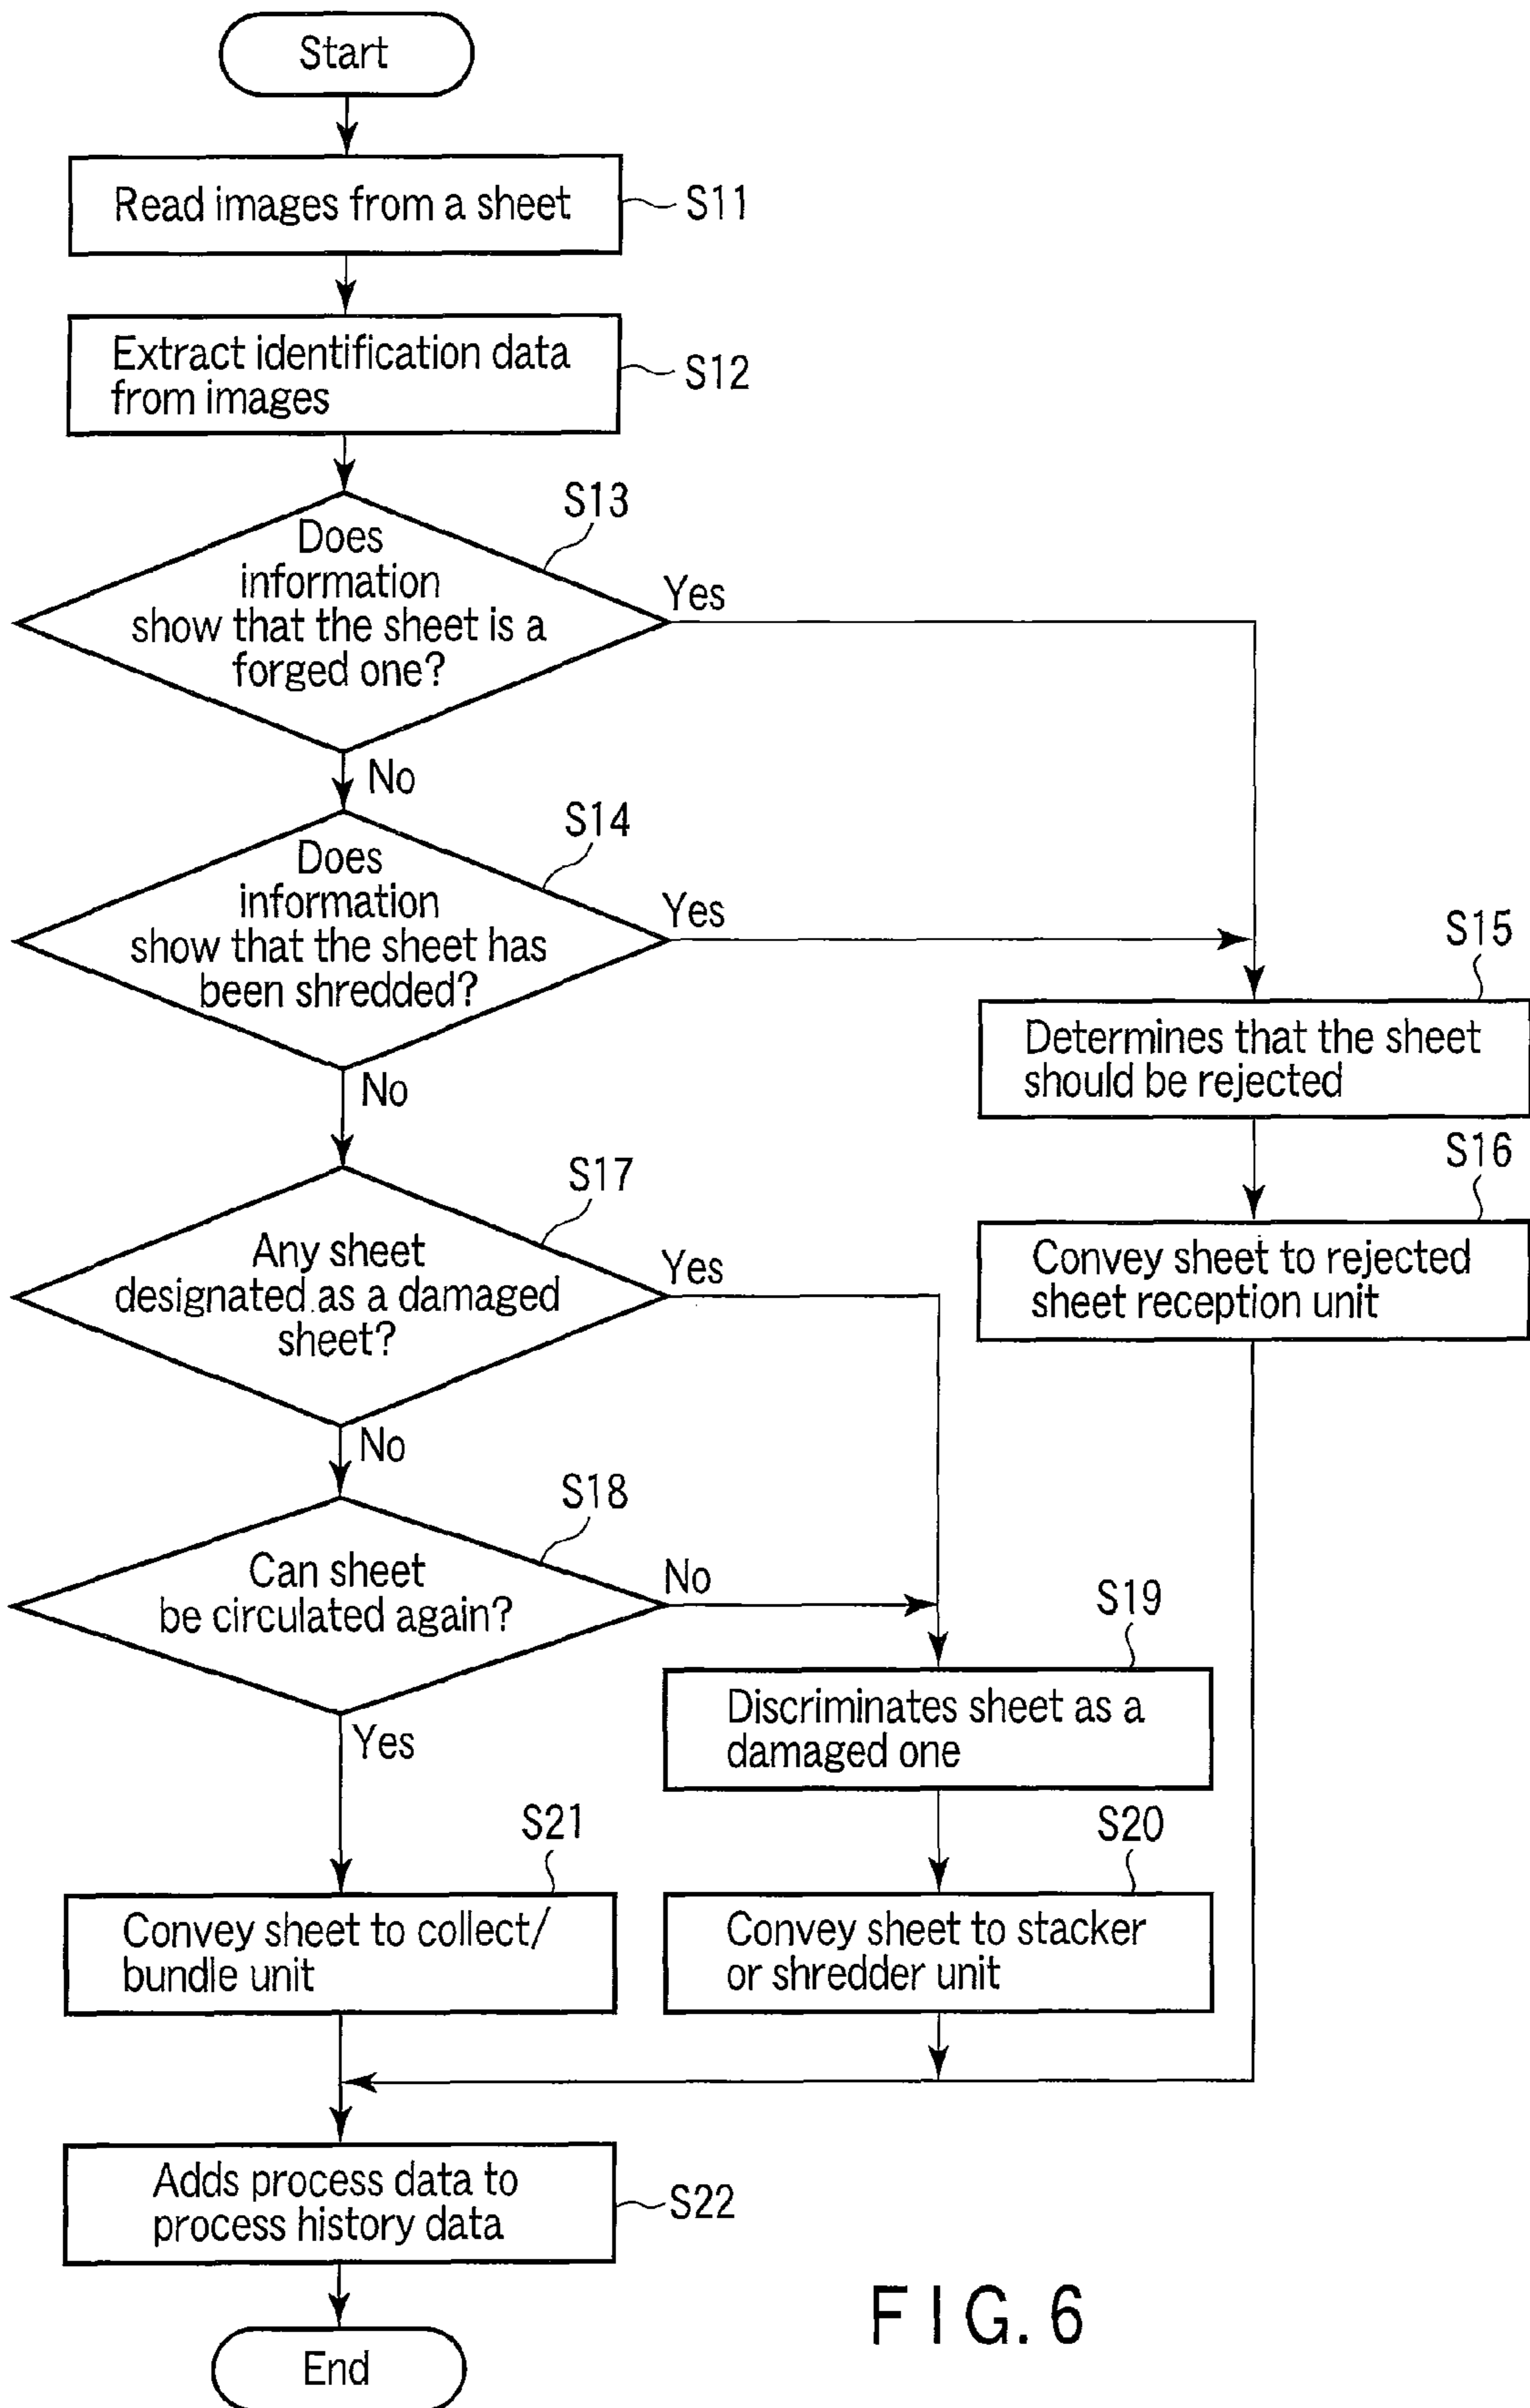 Start
Read images from a sheet
S11
Extract identification data
from images
S12
S13
Does
information
show that the sheet is a
forged one?
Yes
No
S14
Does
information
show that the sheet has
been shredded?
Yes
No
S15
Determines that the sheet
should be rejected
S16
Convey sheet to rejected
sheet reception unit
S17
Any sheet
designated as a damaged
sheet?
Yes
No
S18
Can sheet
be circulated again?
No
Yes
S19
Discriminates sheet as a
damaged one
S20
Convey sheet to stacker
or shredder unit
S21
Convey sheet to collect/
bundle unit
Adds process data to
process history data
S22
End
FIG. 6